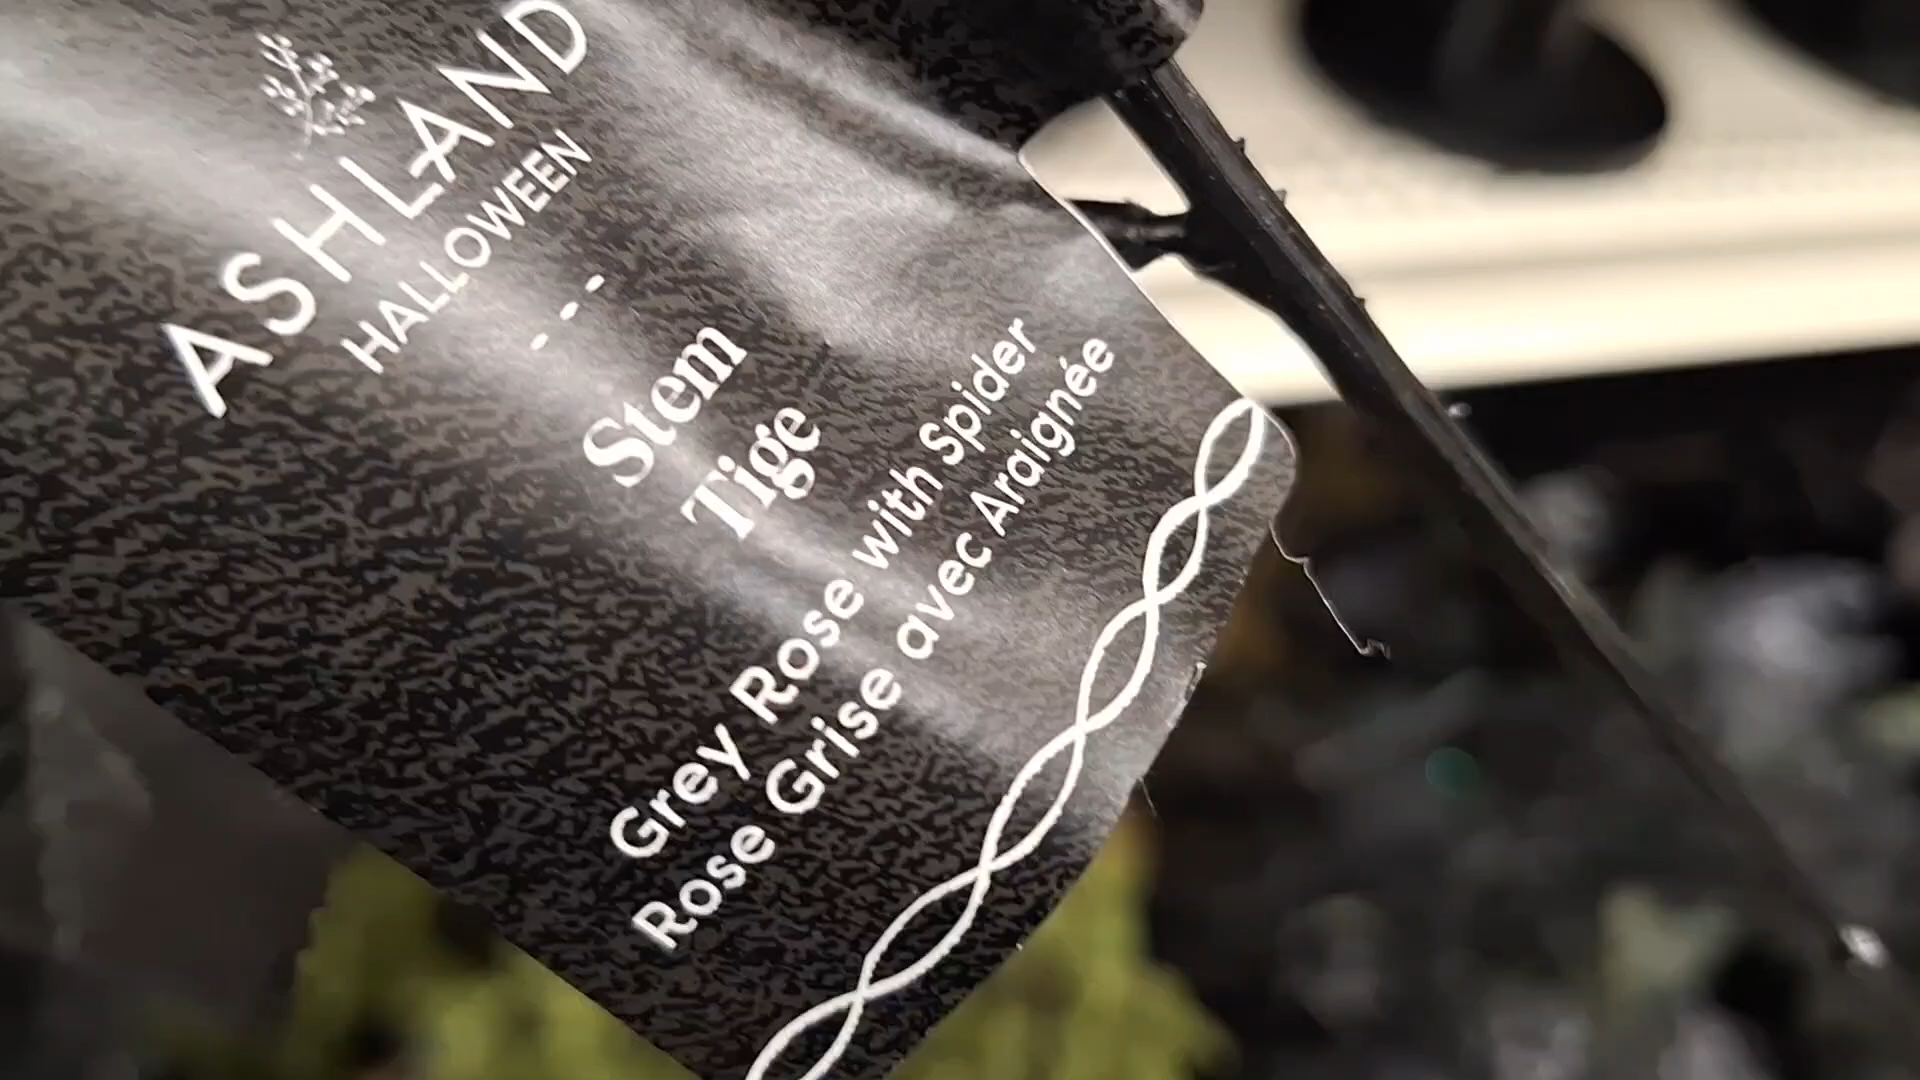 ASHLAND
HALLOWEEN
Stem
Tige
Grey Rose with Spider
Rose Grise avec Araignée